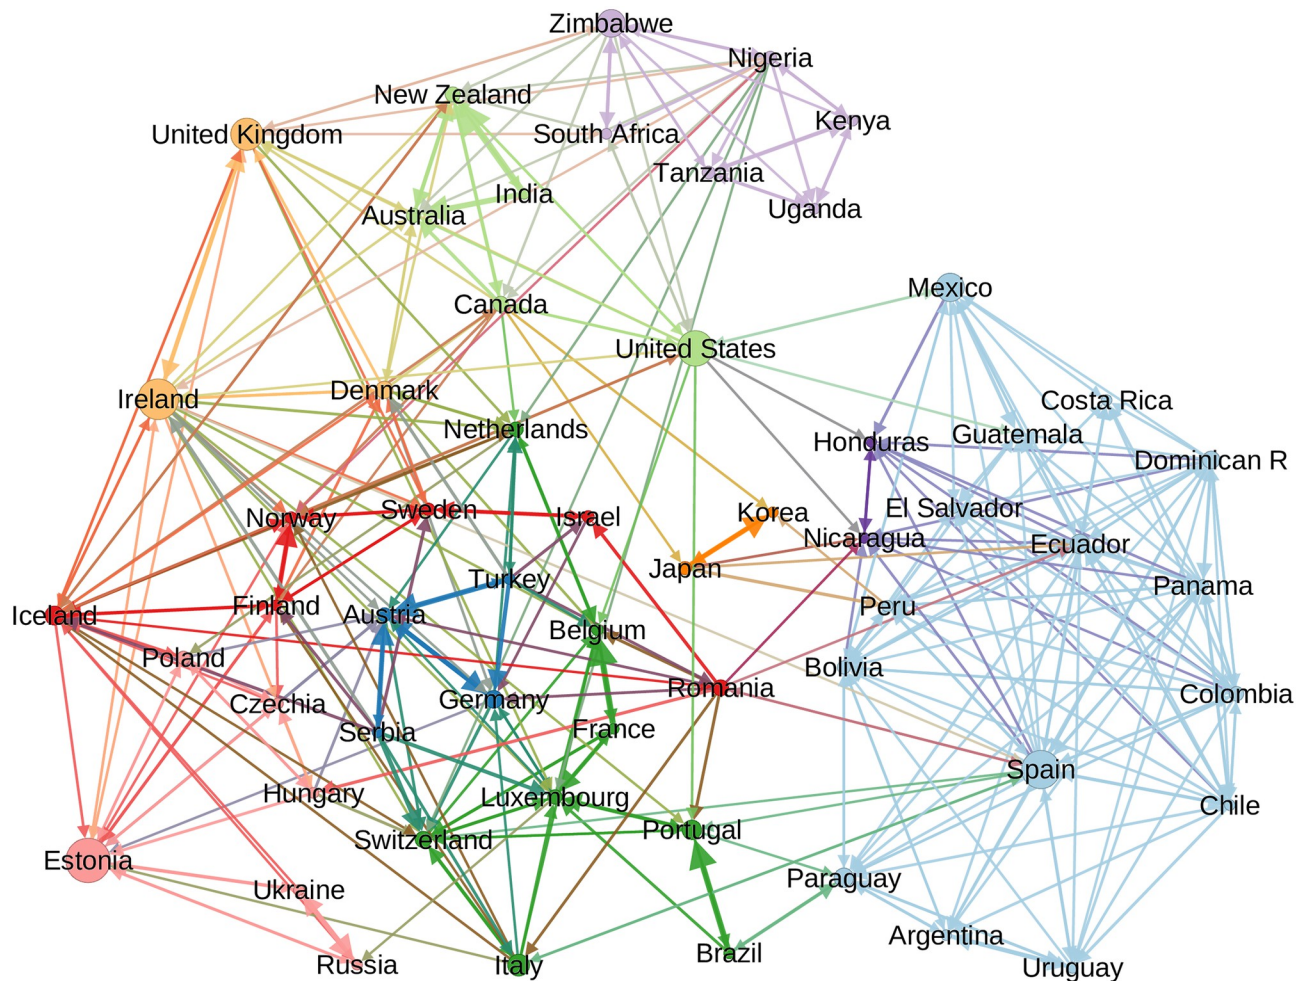 Zimbabwe
Nigeria
New Zealand
United Kingdom
South Africa
Kenya
Tanzania
India
Uganda
Australia
Mexico
Canada
United States
Ireland
Denmark
Costa Rica
Netherlands
Honduras
Guatemala
Dominican R
Norway
Sweden
Israel
Korea
El Salvador
Nicaragua
Ecuador
Japan
Turkey
Panama
Iceland
Finland
Austria
Belgium
Peru
Poland
Bolivia
Czechia
Germany
Romania
Colombia
Serbia
France
Spain
Hungary
Luxembourg
Chile
Switzerland
Portugal
Estonia
Ukraine
Paraguay
Argentina
Russia
Italy
Brazil
Uruguay